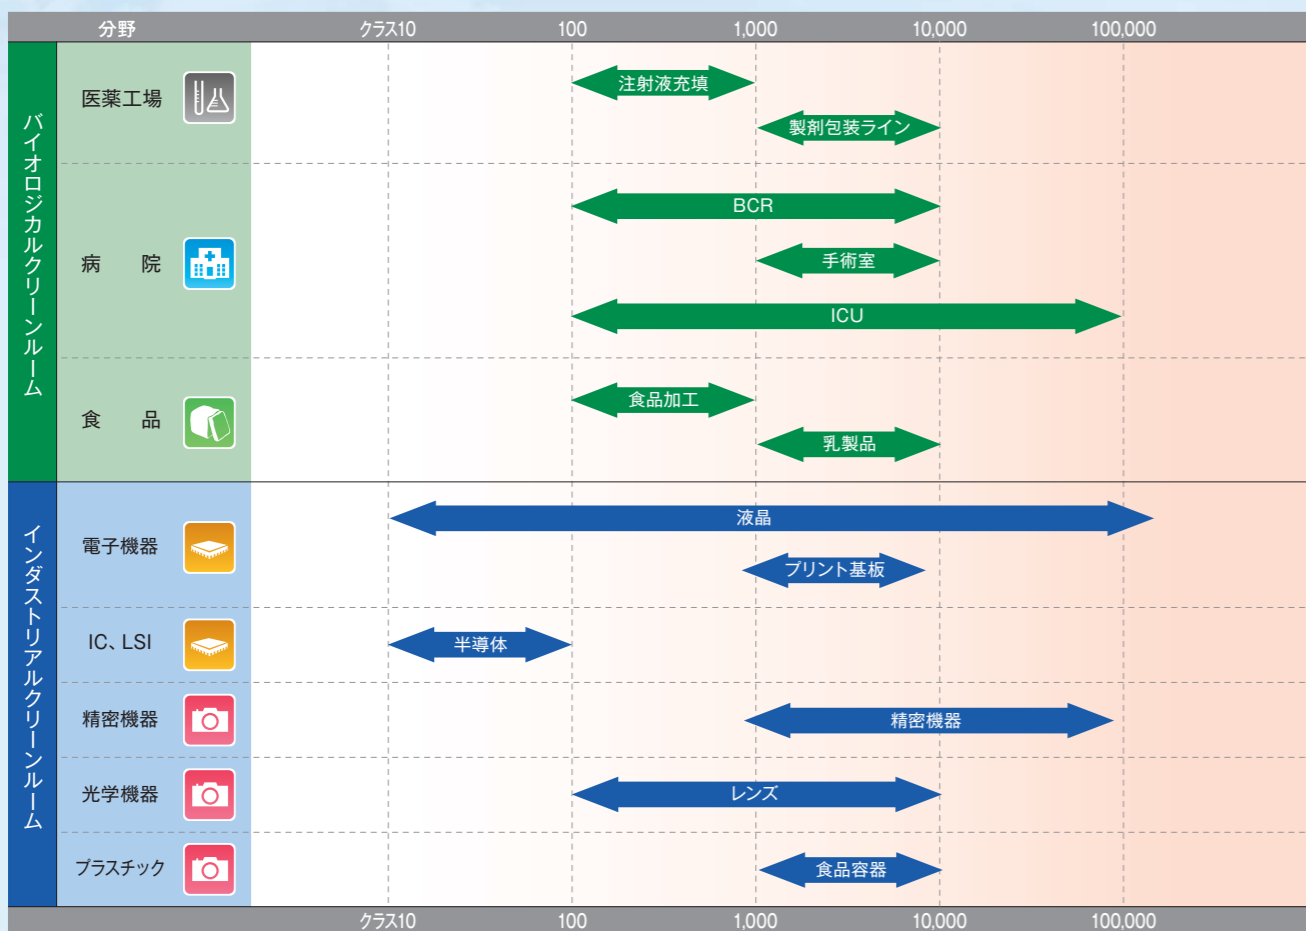 分野 クラス10 100 1,000 10,000 100,000
バイオロジカルクリーンルーム
医薬工場
注射液充填
製剤包装ライン
病 院
BCR
手術室
ICU
食 品
食品加工
乳製品
インダストリアルクリーンルーム
電子機器
液晶
プリント基板
IC、LSI
半導体
精密機器
精密機器
光学機器
レンズ
プラスチック
食品容器
クラス10 100 1,000 10,000 100,000